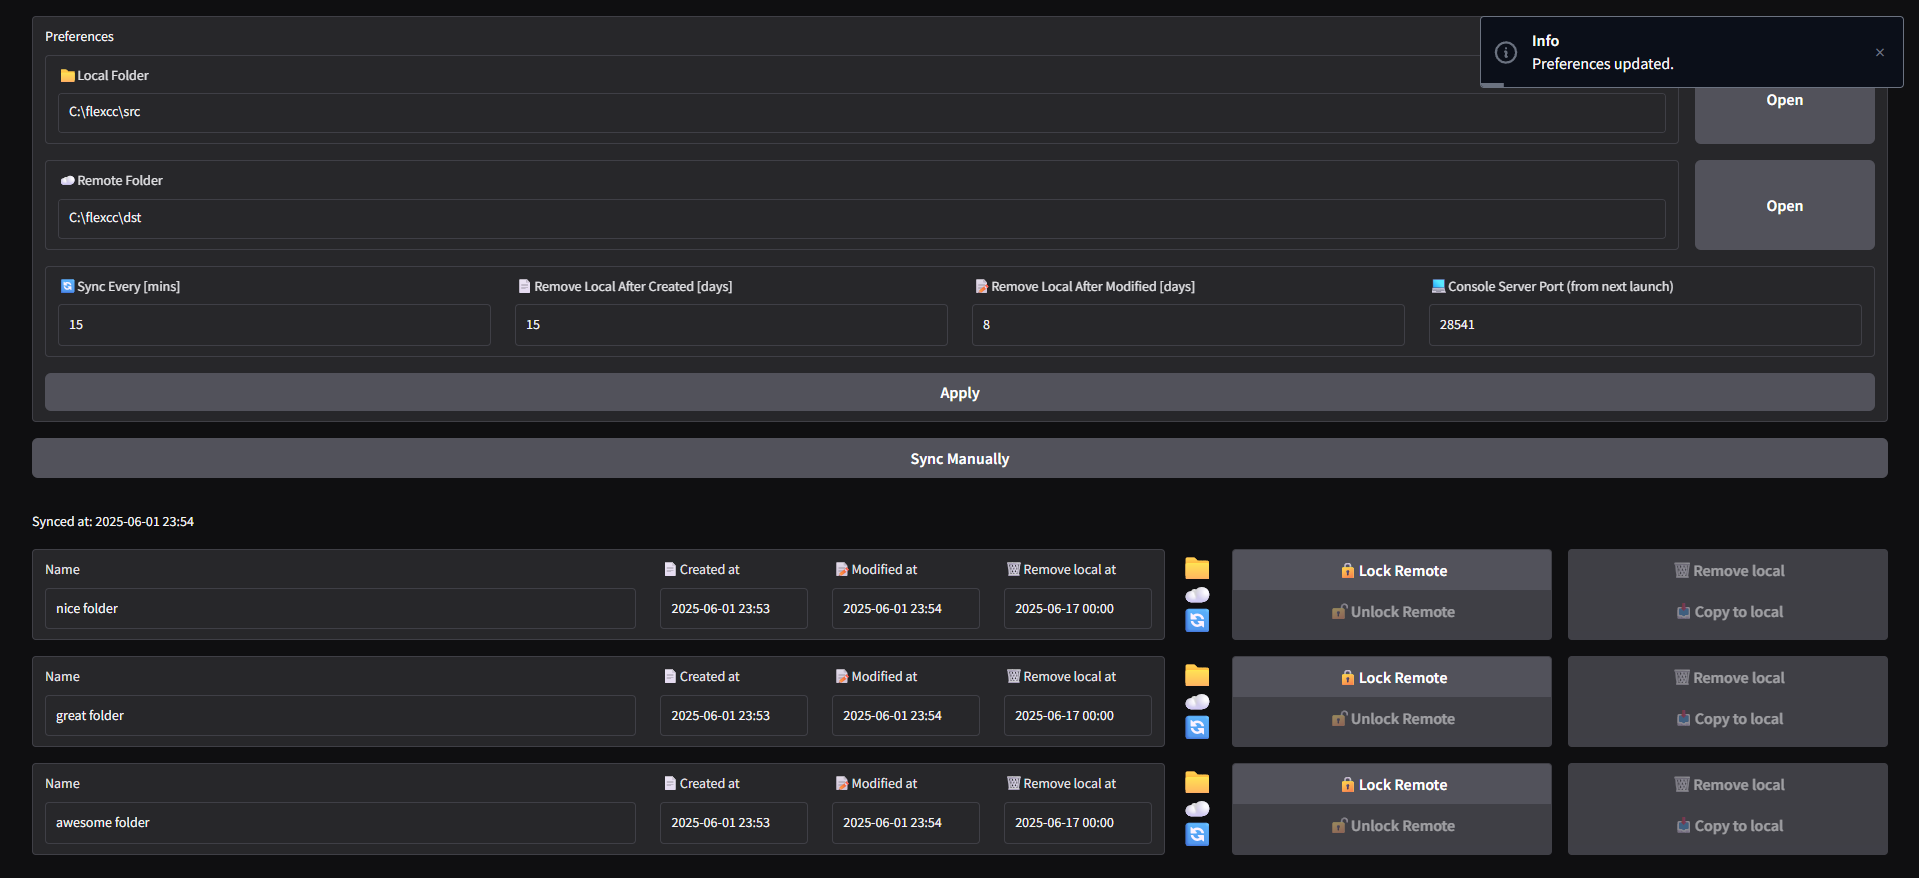 Preferences
Info
Preferences updated.
Local Folder
C:\flexcc\src
Open
Remote Folder
C:\flexcc\dst
Open
Sync Every [mins]
Remove Local After Created [days]
Remove Local After Modified [days]
Console Server Port (from next launch)
15
15
8
28541
Apply
Sync Manually
Synced at: 2025-06-01 23:54
Name
Created at
Modified at
Remove local at
Lock Remote
Remove local
nice folder
2025-06-01 23:53
2025-06-01 23:54
2025-06-17 00:00
Unlock Remote
Copy to local
Name
Created at
Modified at
Remove local at
Lock Remote
Remove local
great folder
2025-06-01 23:53
2025-06-01 23:54
2025-06-17 00:00
Unlock Remote
Copy to local
Name
Created at
Modified at
Remove local at
Lock Remote
Remove local
awesome folder
2025-06-01 23:53
2025-06-01 23:54
2025-06-17 00:00
Unlock Remote
Copy to local